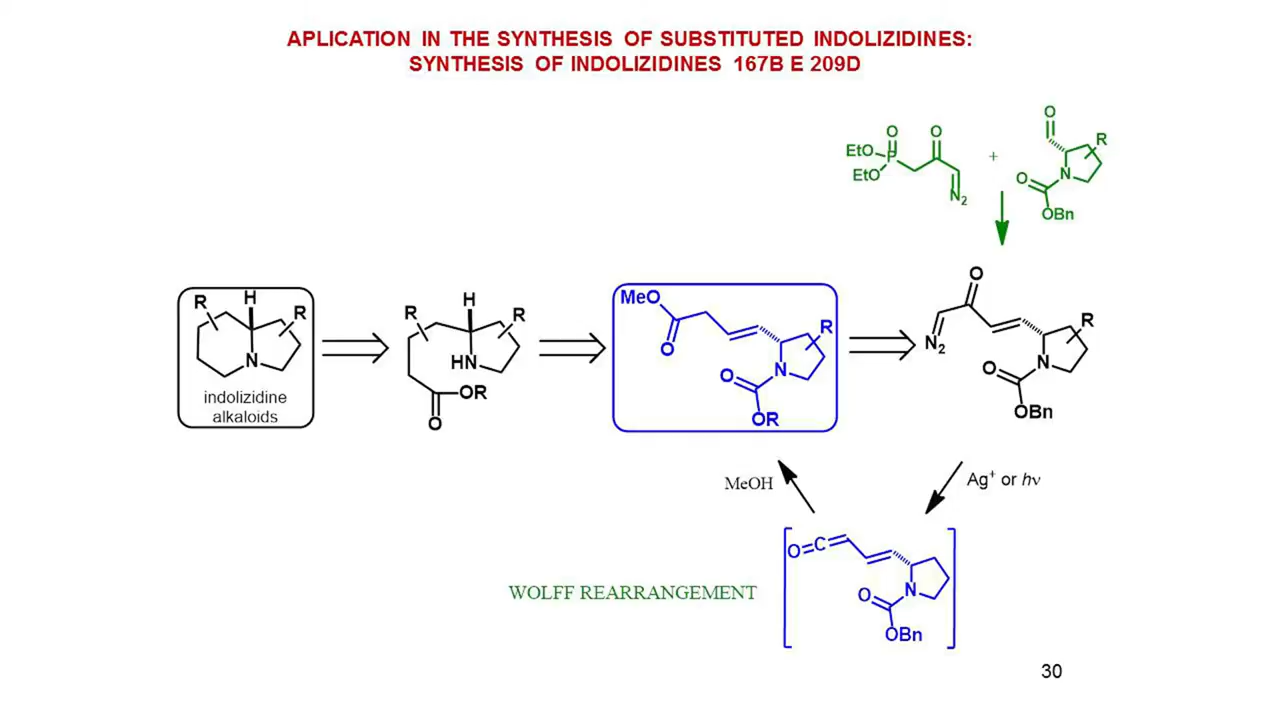 APLICATION IN THE SYNTHESIS OF SUBSTITUTED INDOLIZIDINES:
SYNTHESIS OF INDOLIZIDINES 167B E 209D
O
O O R
EtO P +
EtO O N
N₂ OBn
O
H MeO
R R H R R
R R
N₂
O N
N HN O N O
indolizidine OR
alkaloids OR OBn
O
MeOH Ag⁺ or hν
O=C
WOLFF REARRANGEMENT O N
OBn
30